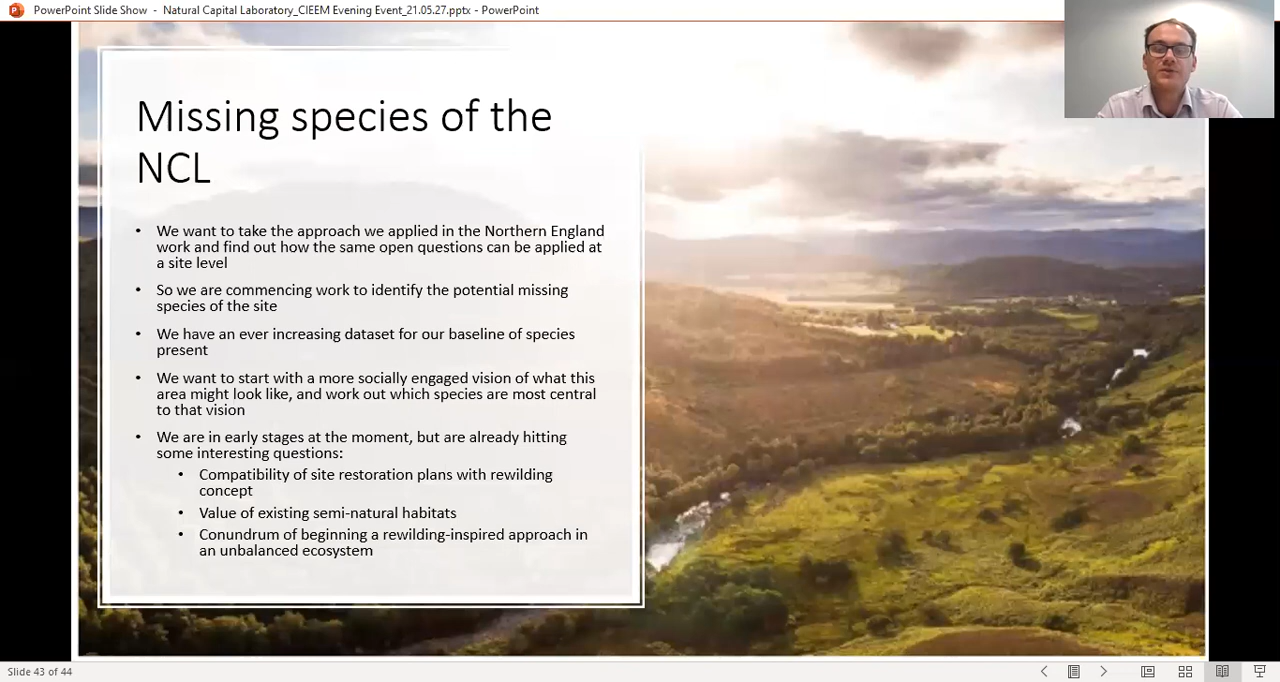 PowerPoint Slide Show - Natural Capital Laboratory_CIEEM Evening Event_21.05.27.pptx - PowerPoint
Missing species of the
NCL
• We want to take the approach we applied in the Northern England
work and find out how the same open questions can be applied at
a site level
• So we are commencing work to identify the potential missing
species of the site
• We have an ever increasing dataset for our baseline of species
present
• We want to start with a more socially engaged vision of what this
area might look like, and work out which species are most central
to that vision
• We are in early stages at the moment, but are already hitting
some interesting questions:
• Compatibility of site restoration plans with rewilding
concept
• Value of existing semi-natural habitats
• Conundrum of beginning a rewilding-inspired approach in
an unbalanced ecosystem
Slide 43 of 44